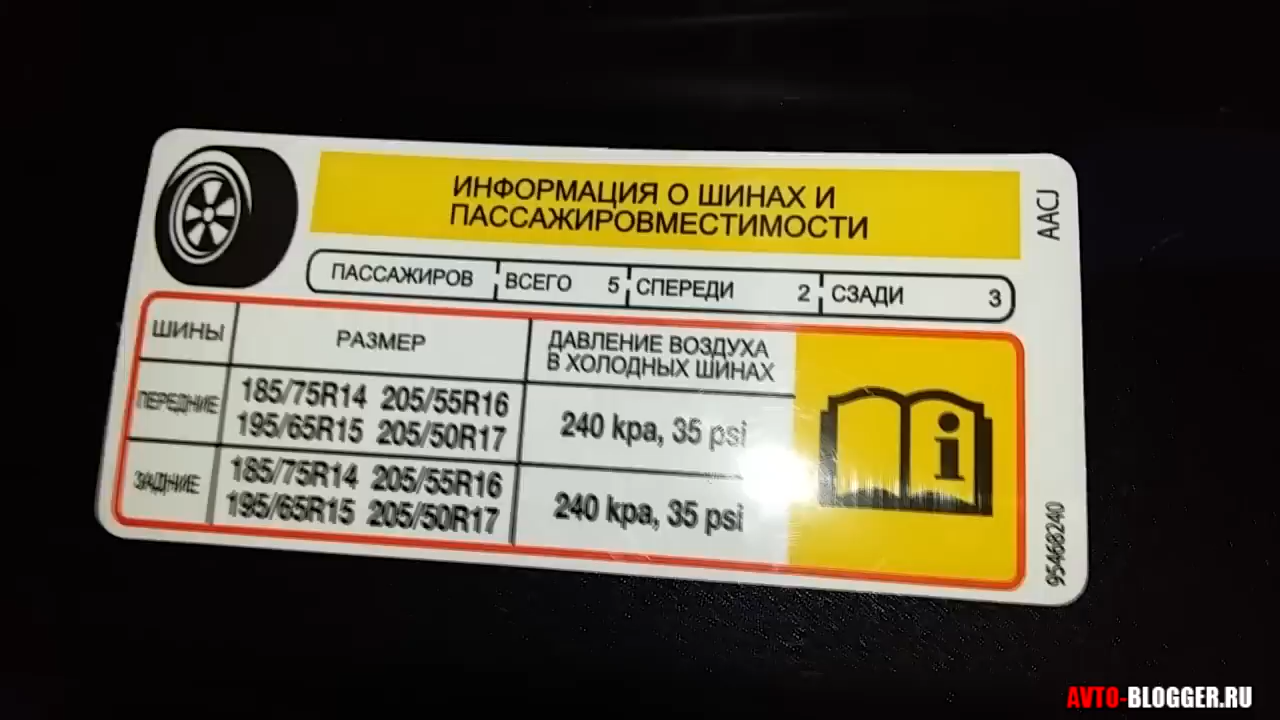 ИНФОРМАЦИЯ О ШИНАХ И
ПАССАЖИРОВМЕСТИМОСТИ
AACJ
ПАССАЖИРОВ ВСЕГО 5 СПЕРЕДИ 2 СЗАДИ 3
ШИНЫ РАЗМЕР ДАВЛЕНИЕ ВОЗДУХА
В ХОЛОДНЫХ ШИНАХ
ПЕРЕДНИЕ 185/75R14 205/55R16
195/65R15 205/50R17
240 kpa, 35 psi
ЗАДНИЕ 185/75R14 205/55R16
195/65R15 205/50R17
240 kpa, 35 psi
i
95468240
AVTO-BLOGGER.RU